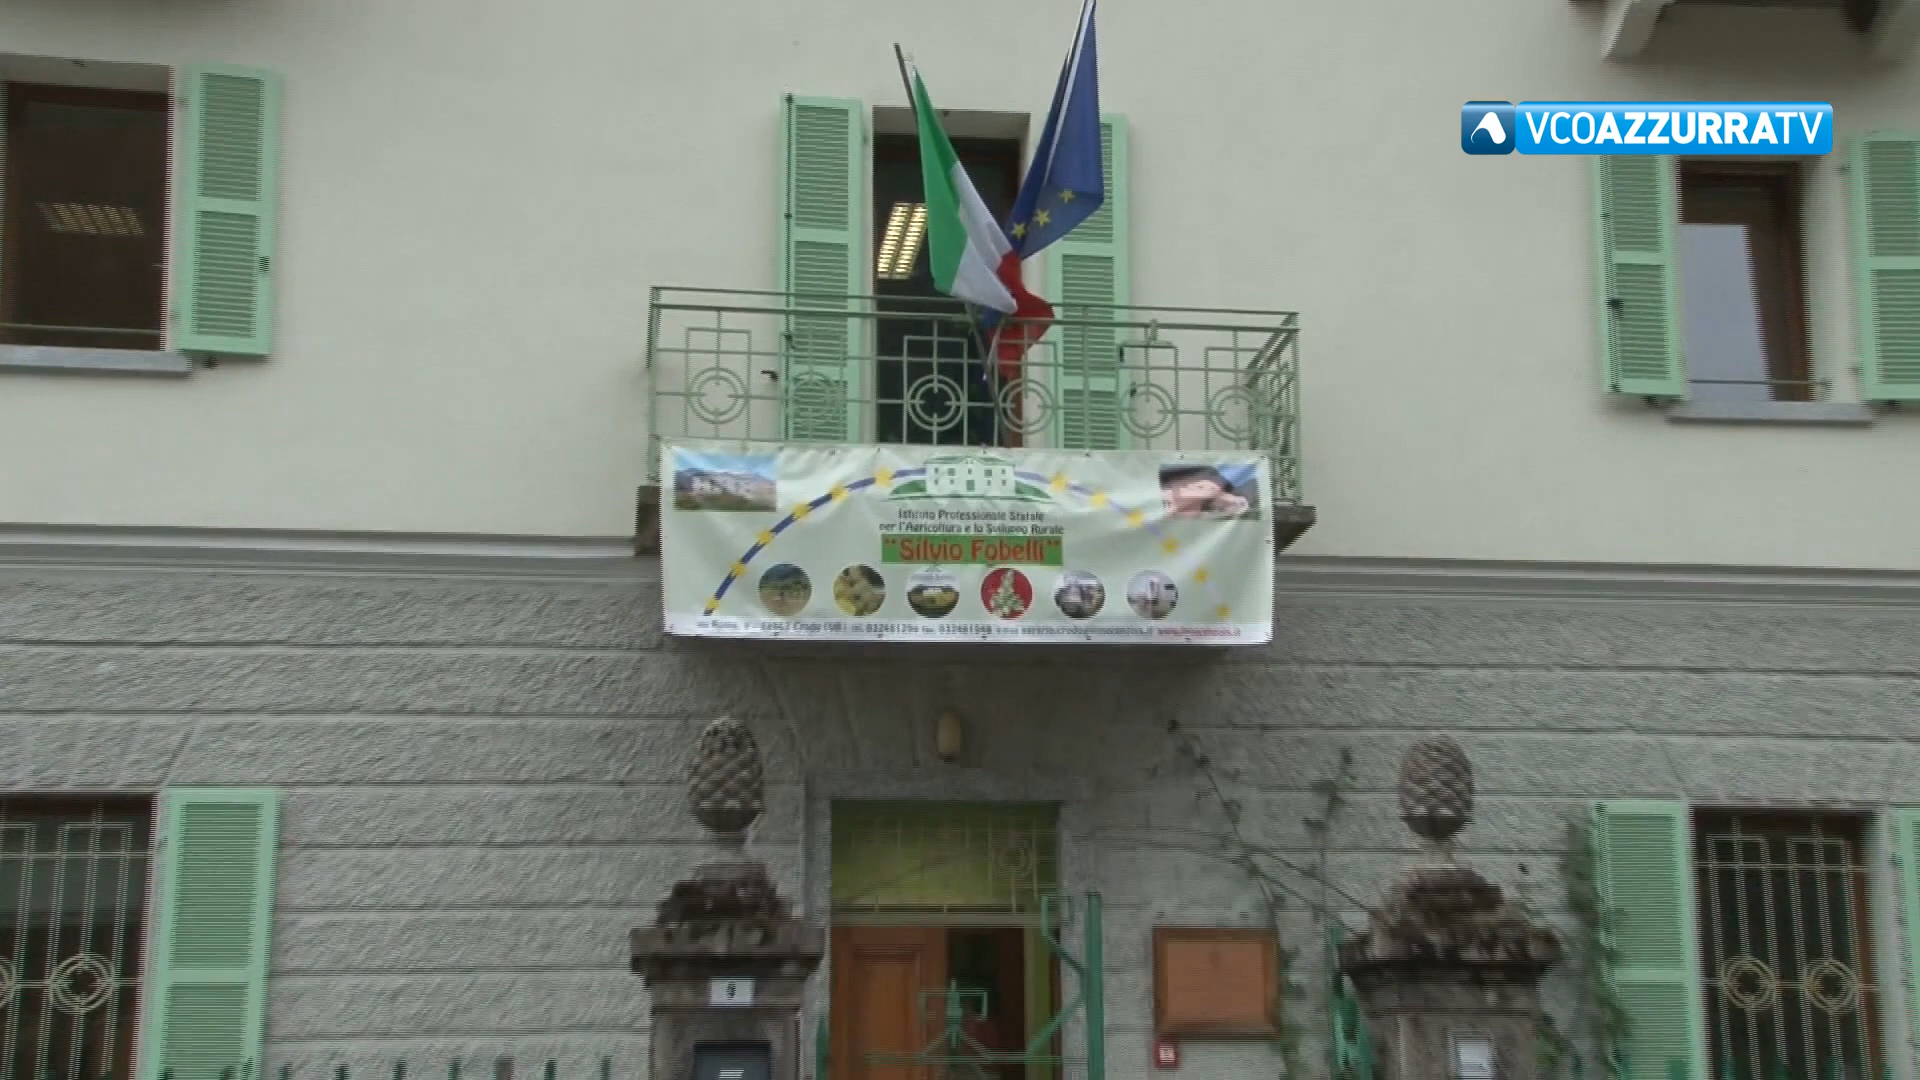 VCOAZZURRATV
Istituto Professionale Statale
per l'Agricoltura e lo Sviluppo Rurale
"Silvio Fobelli"
9